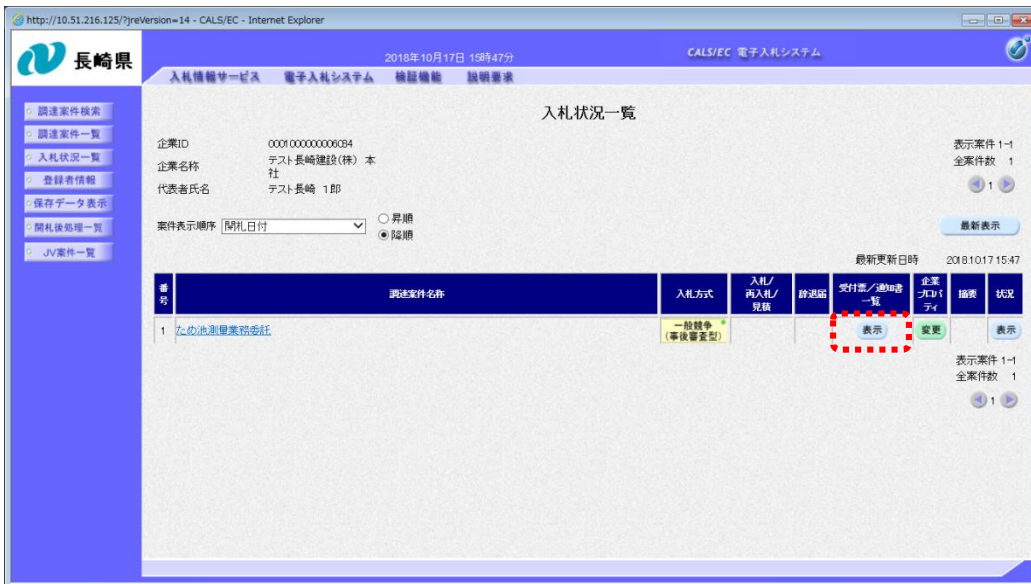 http://10.51.216.125/?jreVersion=14 - CALS/EC - Internet Explorer
長崎県
2018年10月17日 15時47分
CALS/EC 電子入札システム
入札情報サービス 電子入札システム 検証機能 説明要求
調達案件検索
調達案件一覧
入札状況一覧
登録者情報
保存データ表示
開札後処理一覧
JV案件一覧
入札状況一覧
企業ID 0001000000006084
企業名称 テスト長崎建設(株) 本社
代表者氏名 テスト長崎 1郎
表示案件 1-1
全案件数 1
1
案件表示順序 開札日付
昇順
降順
最新表示
最新更新日時 2018.10.17 15:47
番号 調達案件名称 入札方式 入札/再入札/見積 辞退届 受付票/通知書一覧 企業プロパティ 摘要 状況
1 ため池測量業務委託 一般競争(事後審査型) 表示 変更 表示
表示案件 1-1
全案件数 1
1